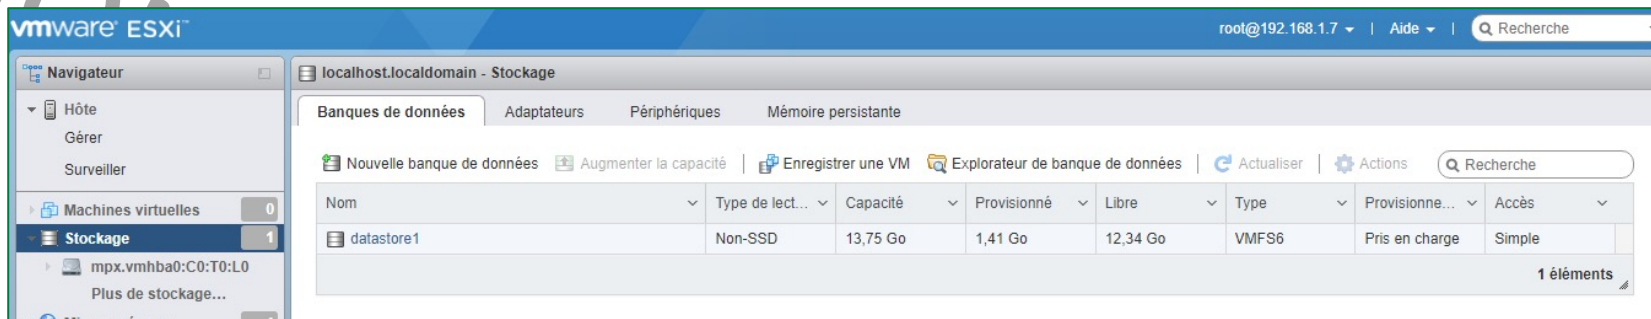 vmware ESXi™
root@192.168.1.7 | Aide | Recherche
Navigateur
Hôte
Gérer
Surveiller
Machines virtuelles 0
Stockage 1
mpx.vmhba0:C0:T0:L0
Plus de stockage...
localhost.localdomain - Stockage
Banques de données Adaptateurs Périphériques Mémoire persistante
Nouvelle banque de données Augmenter la capacité | Enregistrer une VM Explorateur de banque de données | Actualiser | Actions Recherche
Nom Type de lect... Capacité Provisionné Libre Type Provisionne... Accès
datastore1 Non-SSD 13,75 Go 1,41 Go 12,34 Go VMFS6 Pris en charge Simple
1 éléments